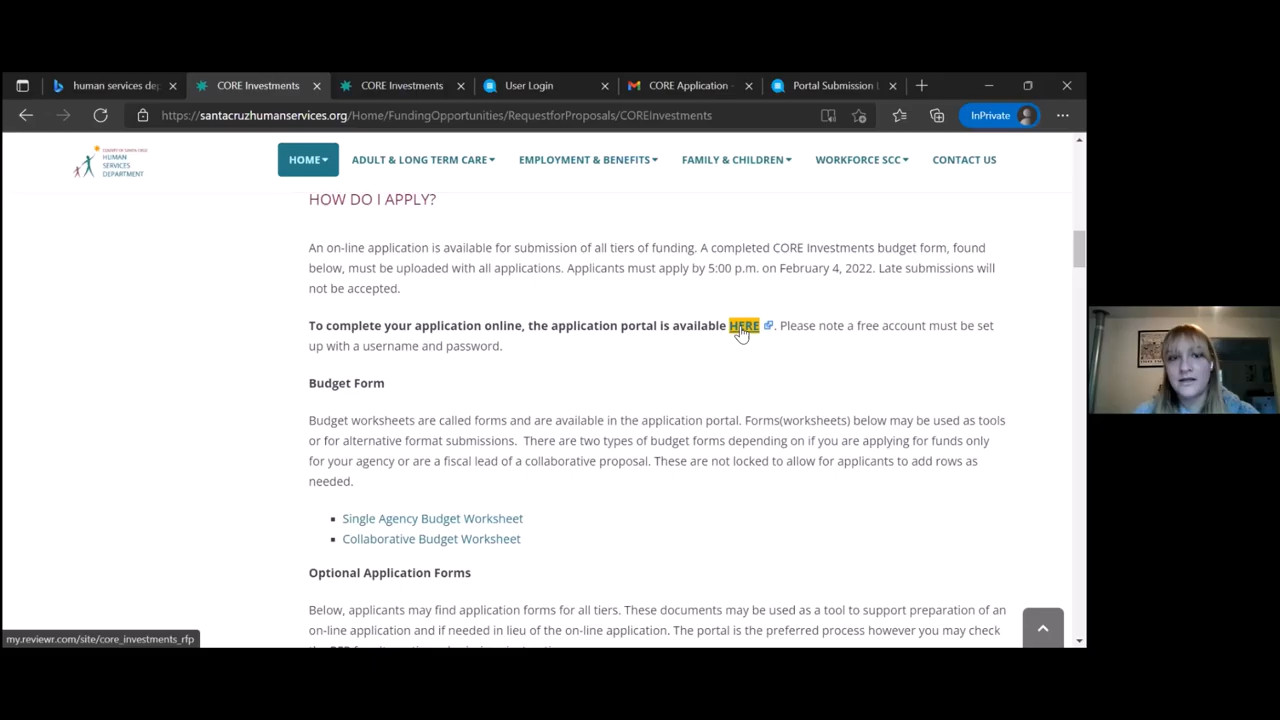 human services de
CORE Investments
CORE Investments
User Login
CORE Application -
Portal Submission
https://santacruzhumanservices.org/Home/FundingOpportunities/RequestforProposals/COREInvestments
InPrivate
HUMAN
SERVICES
DEPARTMENT
HOME
ADULT & LONG TERM CARE
EMPLOYMENT & BENEFITS
FAMILY & CHILDREN
WORKFORCE SCC
CONTACT US
HOW DO I APPLY?
An on-line application is available for submission of all tiers of funding. A completed CORE Investments budget form, found
below, must be uploaded with all applications. Applicants must apply by 5:00 p.m. on February 4, 2022. Late submissions will
not be accepted.
To complete your application online, the application portal is available HERE . Please note a free account must be set
up with a username and password.
Budget Form
Budget worksheets are called forms and are available in the application portal. Forms(worksheets) below may be used as tools
or for alternative format submissions. There are two types of budget forms depending on if you are applying for funds only
for your agency or are a fiscal lead of a collaborative proposal. These are not locked to allow for applicants to add rows as
needed.
▪ Single Agency Budget Worksheet
▪ Collaborative Budget Worksheet
Optional Application Forms
Below, applicants may find application forms for all tiers. These documents may be used as a tool to support preparation of an
on-line application and if needed in lieu of the on-line application. The portal is the preferred process however you may check
my.reviewr.com/site/core_investments_rfp